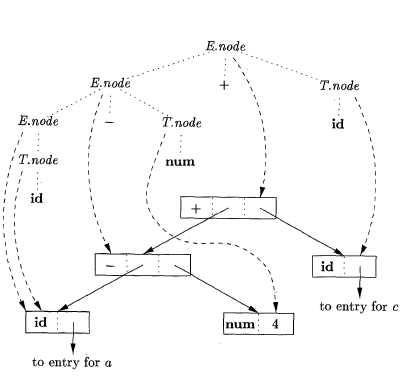 E.node
E.node + T.node
E.node – T.node id
T.node num
id
+
– id
to entry for c
id num 4
to entry for a